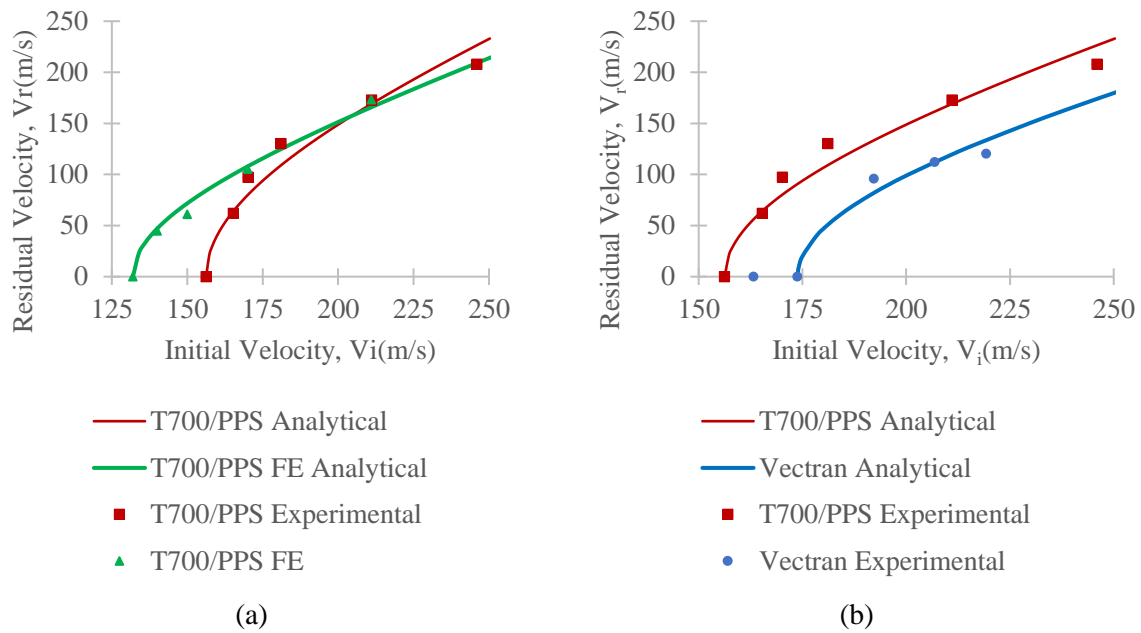 Residual Velocity, Vr(m/s)
250
200
150
100
50
0
125 150 175 200 225 250
Initial Velocity, Vi(m/s)
T700/PPS Analytical
T700/PPS FE Analytical
T700/PPS Experimental
T700/PPS FE
(a)
Residual Velocity, Vr(m/s)
250
200
150
100
50
0
150 175 200 225 250
Initial Velocity, Vi(m/s)
T700/PPS Analytical
Vectran Analytical
T700/PPS Experimental
Vectran Experimental
(b)